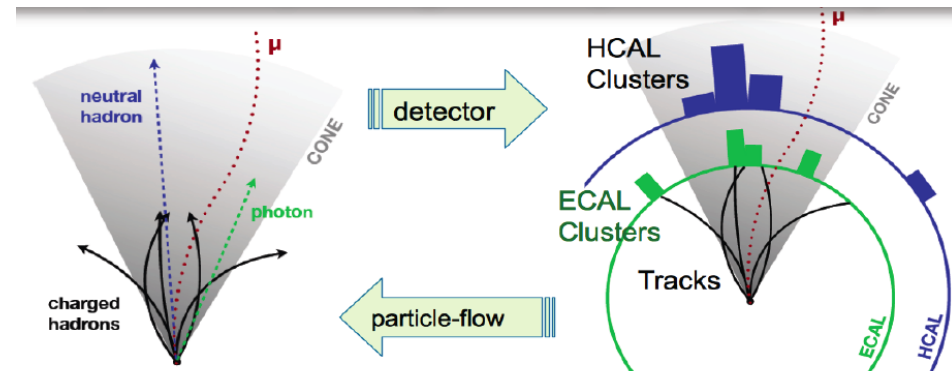 μ
neutral
hadron
CONE
photon
charged
hadrons
detector
particle-flow
μ
HCAL
Clusters
CONE
ECAL
Clusters
Tracks
ECAL
HCAL